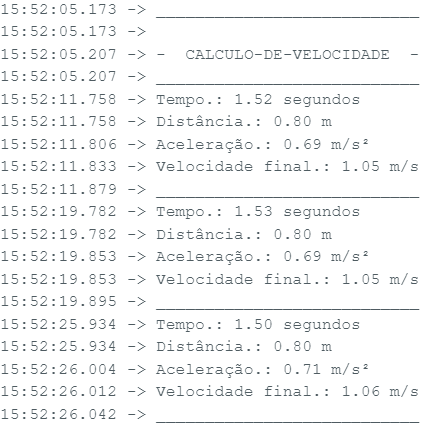 15:52:05.173 -> ___________________________
15:52:05.173 ->
15:52:05.207 -> -  CALCULO-DE-VELOCIDADE  -
15:52:05.207 -> ___________________________
15:52:11.758 -> Tempo.: 1.52 segundos
15:52:11.758 -> Distância.: 0.80 m
15:52:11.806 -> Aceleração.: 0.69 m/s²
15:52:11.833 -> Velocidade final.: 1.05 m/s
15:52:11.879 -> ___________________________
15:52:19.782 -> Tempo.: 1.53 segundos
15:52:19.782 -> Distância.: 0.80 m
15:52:19.853 -> Aceleração.: 0.69 m/s²
15:52:19.853 -> Velocidade final.: 1.05 m/s
15:52:19.895 -> ___________________________
15:52:25.934 -> Tempo.: 1.50 segundos
15:52:25.934 -> Distância.: 0.80 m
15:52:26.004 -> Aceleração.: 0.71 m/s²
15:52:26.012 -> Velocidade final.: 1.06 m/s
15:52:26.042 -> ___________________________